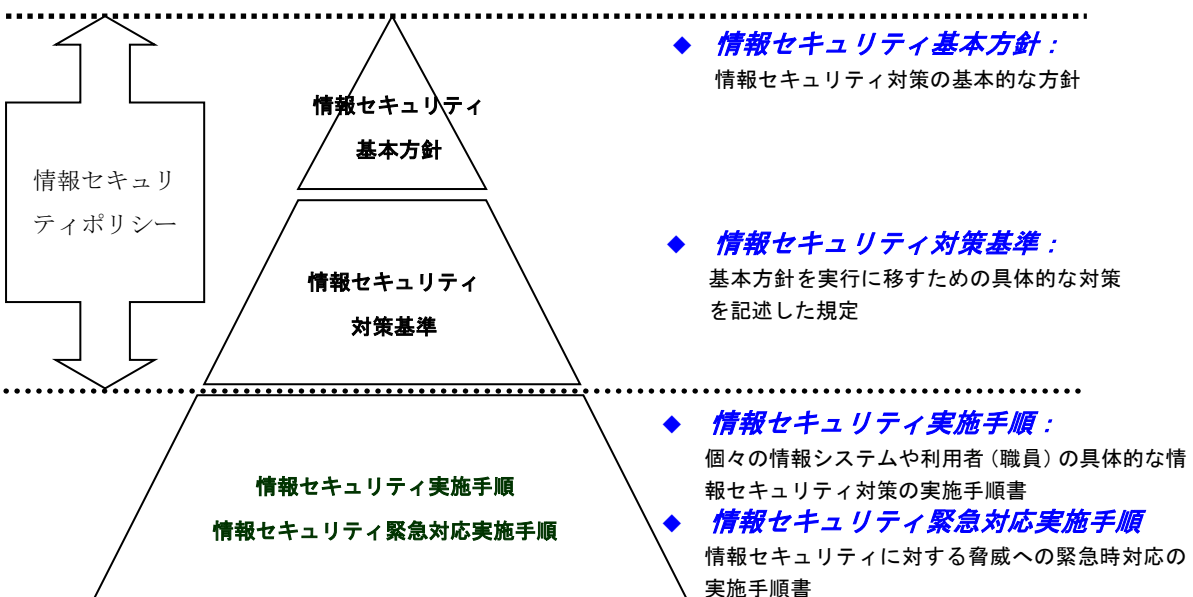 情報セキュリ
ティポリシー
情報セキュリティ
基本方針
情報セキュリティ
対策基準
情報セキュリティ実施手順
情報セキュリティ緊急対応実施手順
◆ 情報セキュリティ基本方針：
情報セキュリティ対策の基本的な方針
◆ 情報セキュリティ対策基準：
基本方針を実行に移すための具体的な対策
を記述した規定
◆ 情報セキュリティ実施手順：
個々の情報システムや利用者（職員）の具体的な情
報セキュリティ対策の実施手順書
◆ 情報セキュリティ緊急対応実施手順
情報セキュリティに対する脅威への緊急時対応の
実施手順書